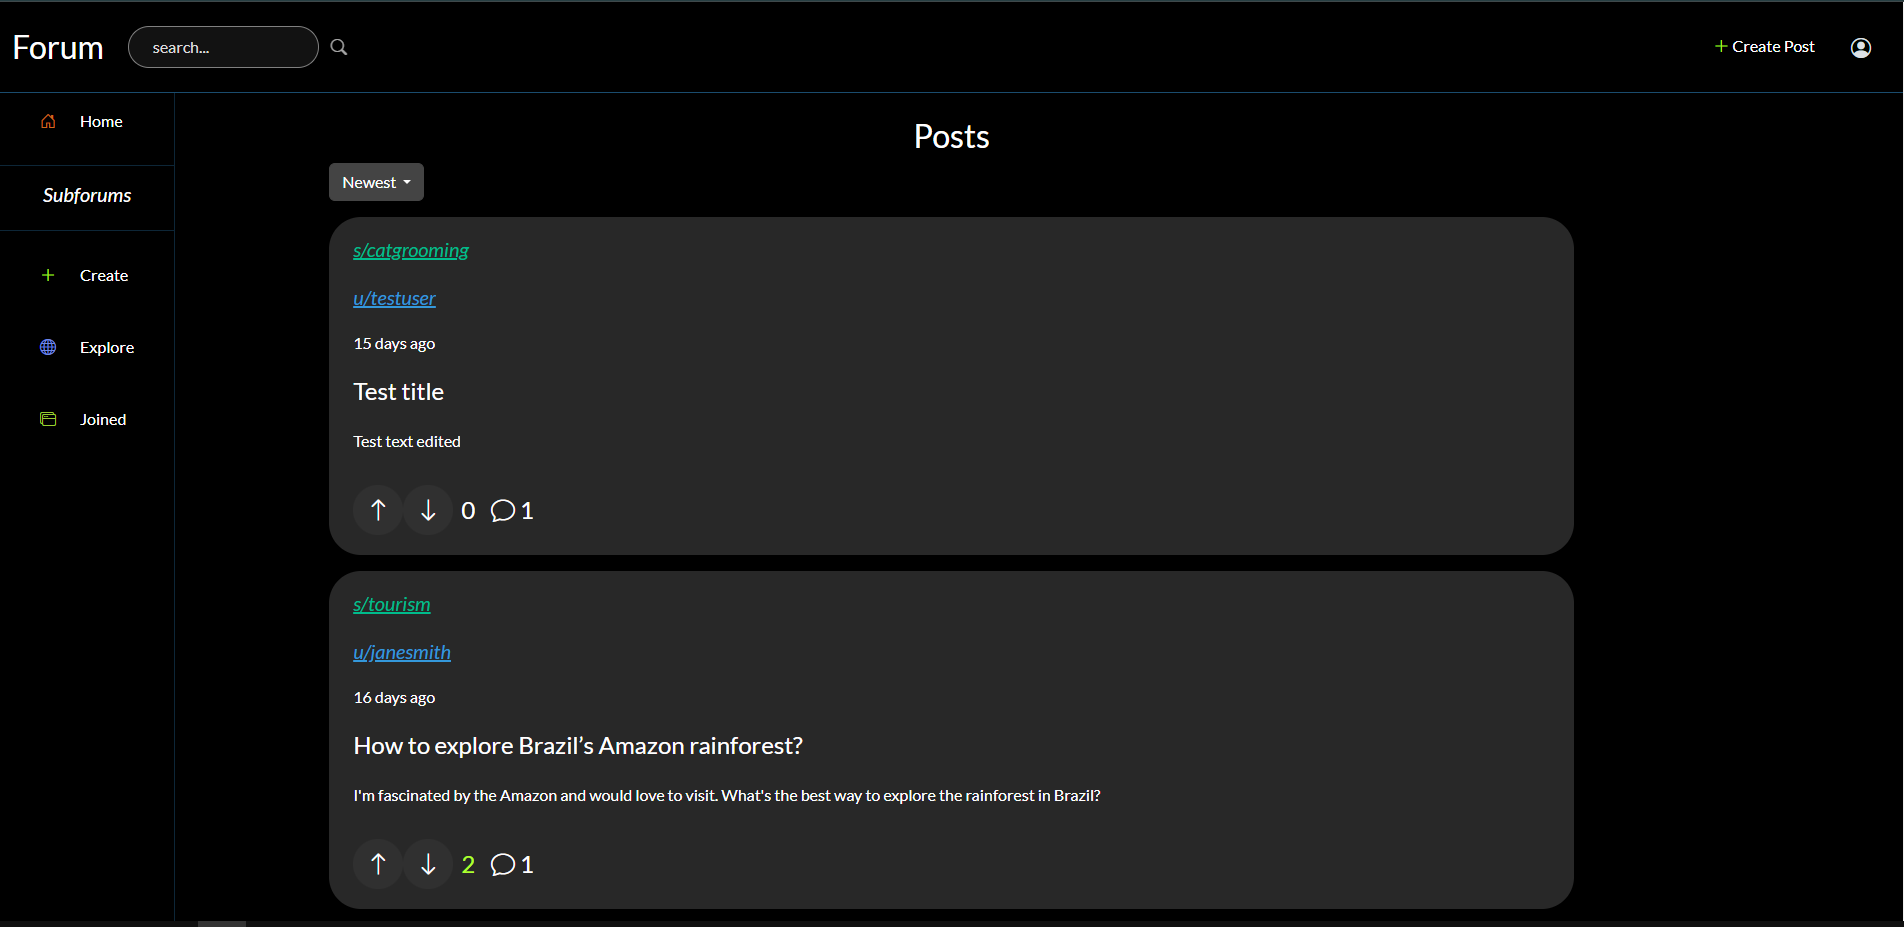 Forum
search...
Create Post
Home
Subforums
Create
Explore
Joined
Posts
Newest
s/catgrooming
u/testuser
15 days ago
Test title
Test text edited
0 1
s/tourism
u/janesmith
16 days ago
How to explore Brazil’s Amazon rainforest?
I'm fascinated by the Amazon and would love to visit. What's the best way to explore the rainforest in Brazil?
2 1